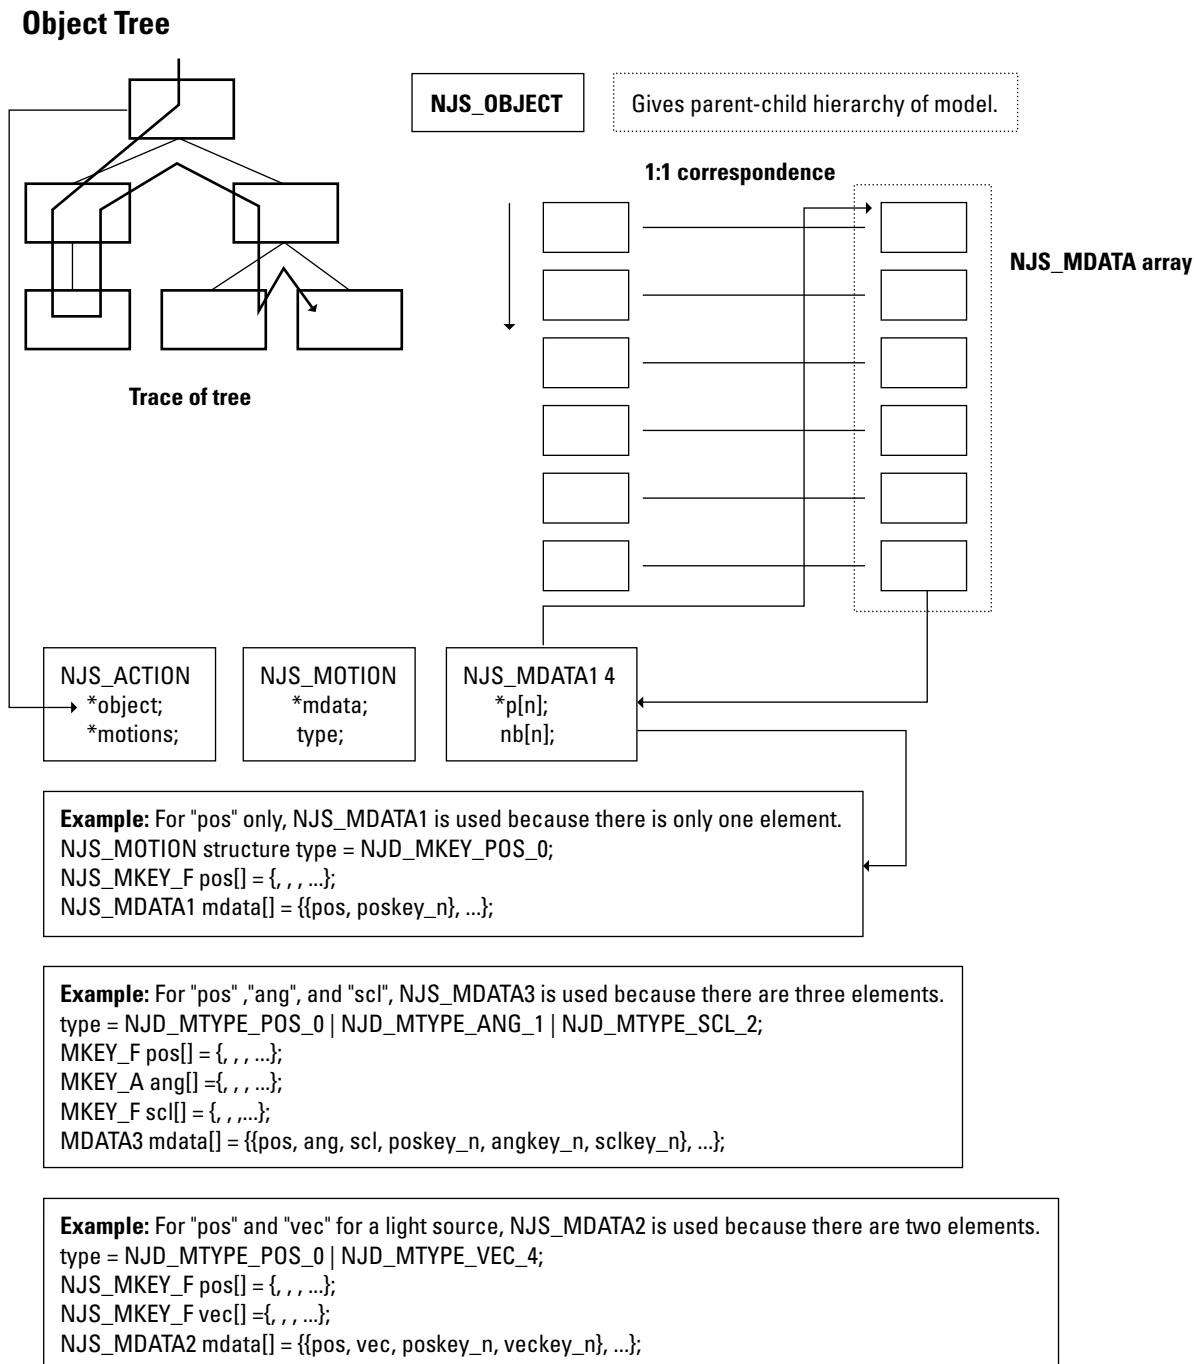 Object Tree
NJS_OBJECT
Gives parent-child hierarchy of model.
1:1 correspondence
NJS_MDATA array
Trace of tree
NJS_ACTION
*object;
*motions;
NJS_MOTION
*mdata;
type;
NJS_MDATA1 4
*p[n];
nb[n];
Example: For "pos" only, NJS_MDATA1 is used because there is only one element.
NJS_MOTION structure type = NJD_MKEY_POS_0;
NJS_MKEY_F pos[] = {, , , ...};
NJS_MDATA1 mdata[] = {{pos, poskey_n}, ...};
Example: For "pos" ,"ang", and "scl", NJS_MDATA3 is used because there are three elements.
type = NJD_MTYPE_POS_0 | NJD_MTYPE_ANG_1 | NJD_MTYPE_SCL_2;
MKEY_F pos[] = {, , , ...};
MKEY_A ang[] ={, , , ...};
MKEY_F scl[] = {, , ,...};
MDATA3 mdata[] = {{pos, ang, scl, poskey_n, angkey_n, sclkey_n}, ...};
Example: For "pos" and "vec" for a light source, NJS_MDATA2 is used because there are two elements.
type = NJD_MTYPE_POS_0 | NJD_MTYPE_VEC_4;
NJS_MKEY_F pos[] = {, , , ...};
NJS_MKEY_F vec[] ={, , , ...};
NJS_MDATA2 mdata[] = {{pos, vec, poskey_n, veckey_n}, ...};